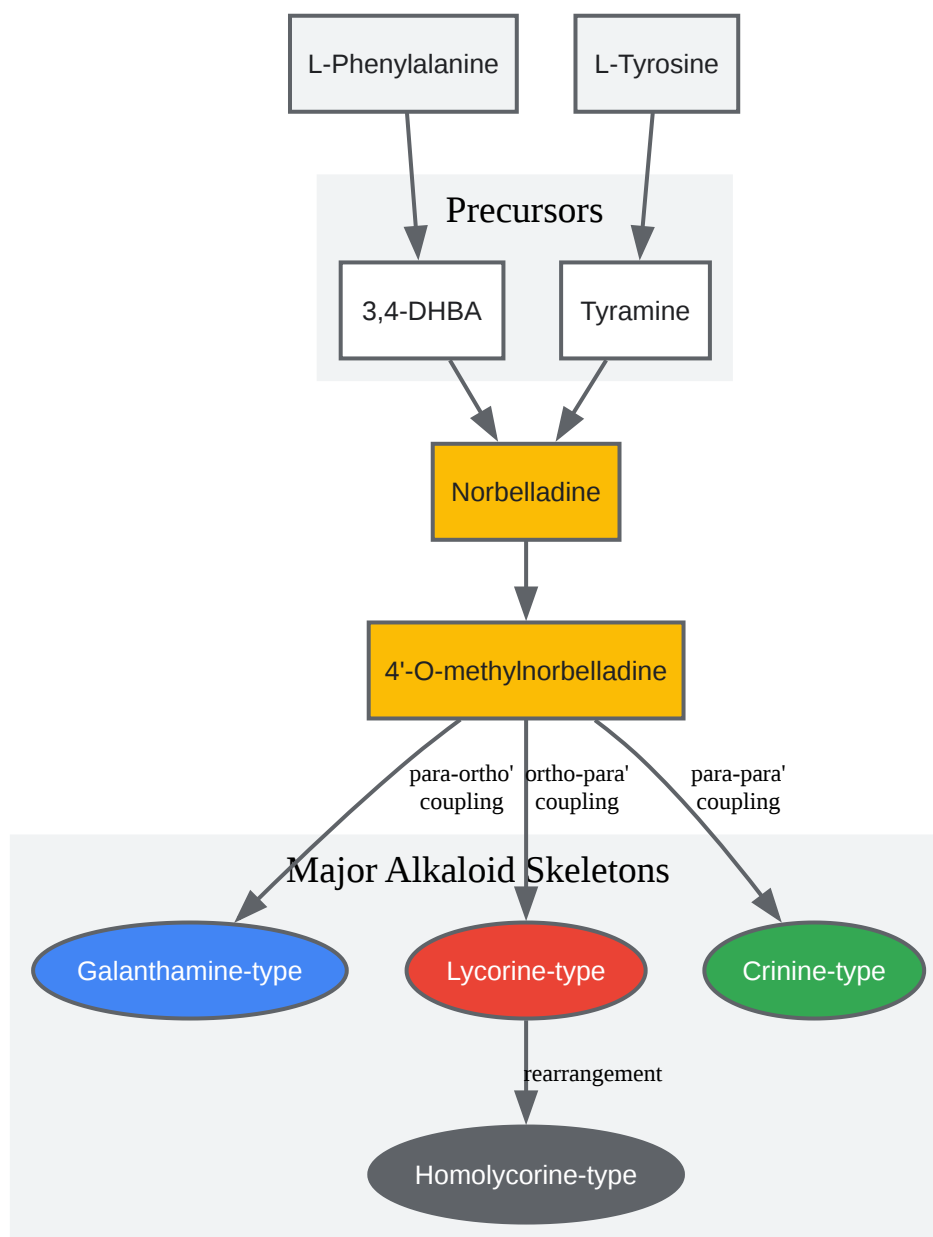 L-Phenylalanine
L-Tyrosine
Precursors
3,4-DHBA
Tyramine
Norbelladine
4'-O-methylnorbelladine
para-ortho'
coupling
ortho-para'
coupling
para-para'
coupling
Major Alkaloid Skeletons
Galanthamine-type
Lycorine-type
Crinine-type
rearrangement
Homolycorine-type